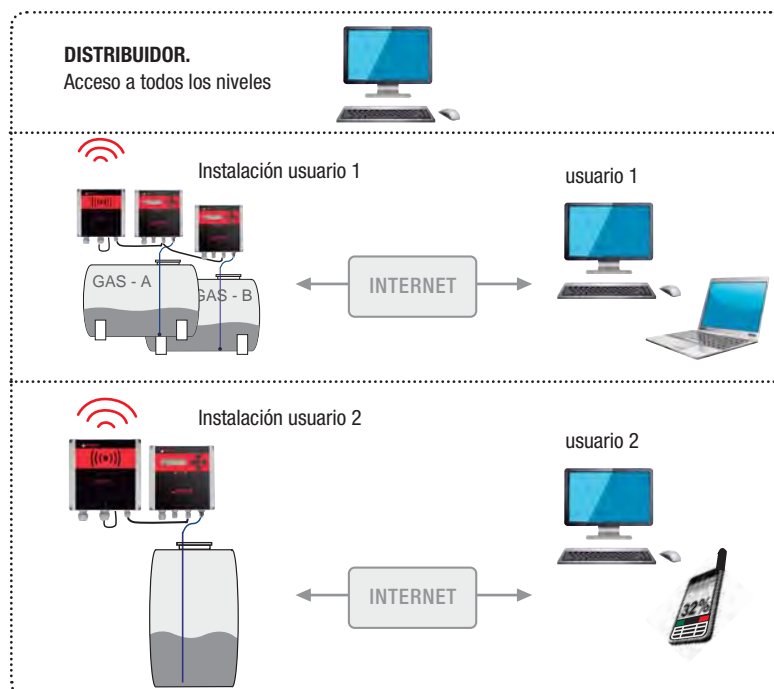 DISTRIBUIDOR.
Acceso a todos los niveles
Instalación usuario 1
usuario 1
GAS - A
GAS - B
INTERNET
Instalación usuario 2
usuario 2
INTERNET
32%